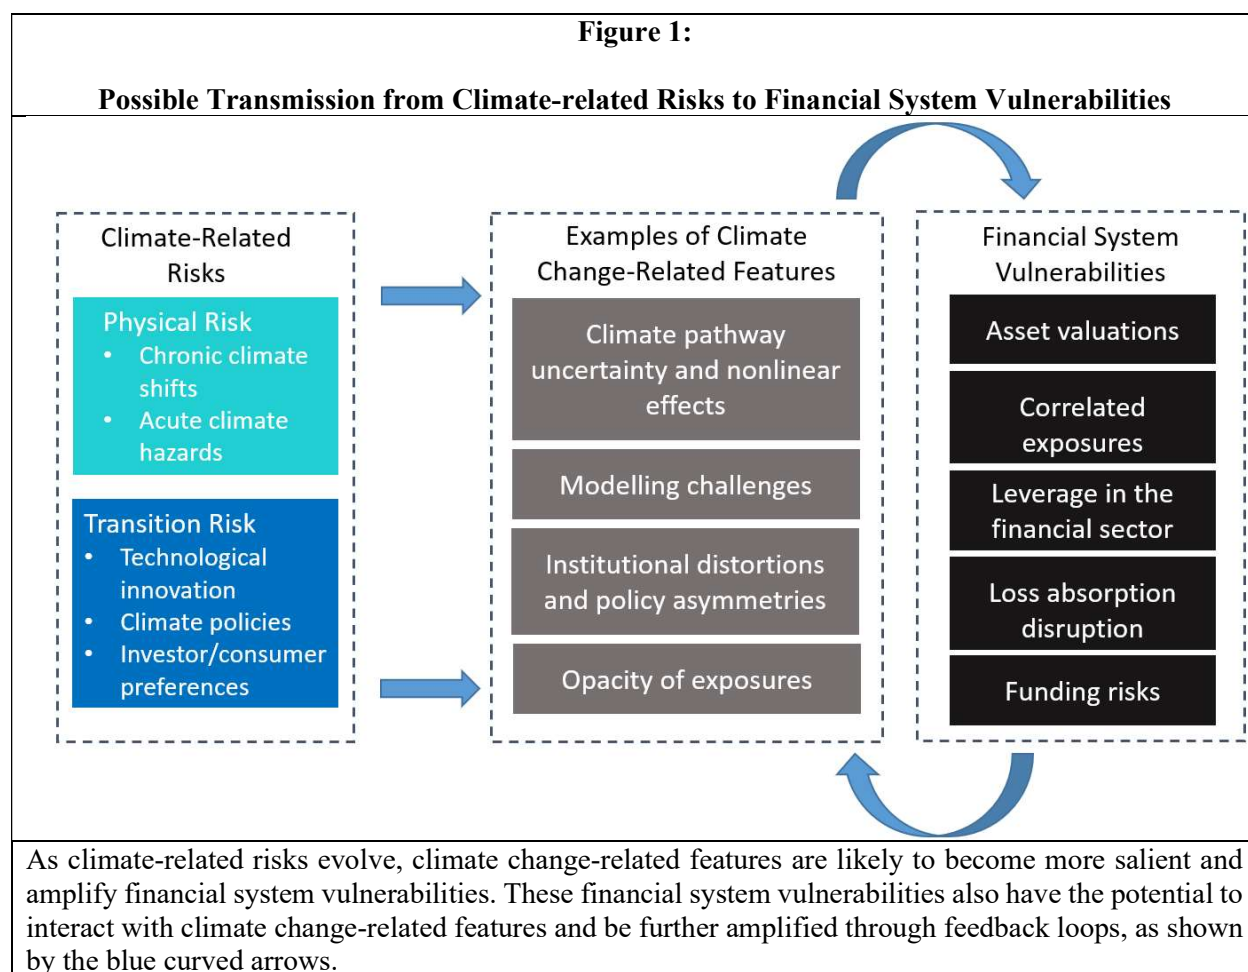 Figure 1:
Possible Transmission from Climate-related Risks to Financial System Vulnerabilities
Climate-Related
Risks
Physical Risk
• Chronic climate
shifts
• Acute climate
hazards
Transition Risk
• Technological
innovation
• Climate policies
• Investor/consumer
preferences
Examples of Climate
Change-Related Features
Climate pathway
uncertainty and nonlinear
effects
Modelling challenges
Institutional distortions
and policy asymmetries
Opacity of exposures
Financial System
Vulnerabilities
Asset valuations
Correlated
exposures
Leverage in the
financial sector
Loss absorption
disruption
Funding risks
As climate-related risks evolve, climate change-related features are likely to become more salient and
amplify financial system vulnerabilities. These financial system vulnerabilities also have the potential to
interact with climate change-related features and be further amplified through feedback loops, as shown
by the blue curved arrows.